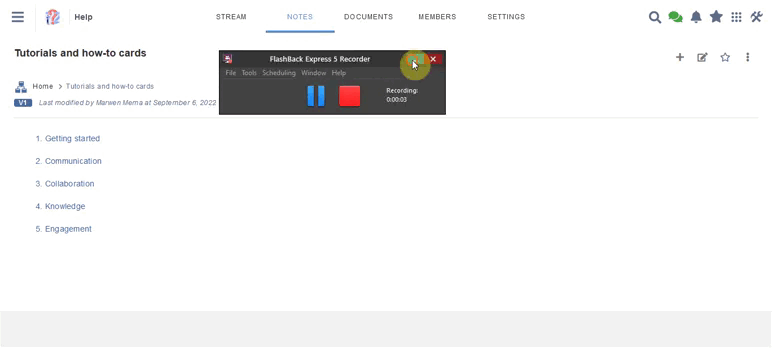 Help
STREAM NOTES DOCUMENTS MEMBERS SETTINGS
Tutorials and how-to cards
FlashBack Express 5 Recorder
File Tools Scheduling Window Help
Recording:
0:00:03
Home > Tutorials and how-to cards
V1 Last modified by Marwen Mema at September 6, 2022
1. Getting started
2. Communication
3. Collaboration
4. Knowledge
5. Engagement